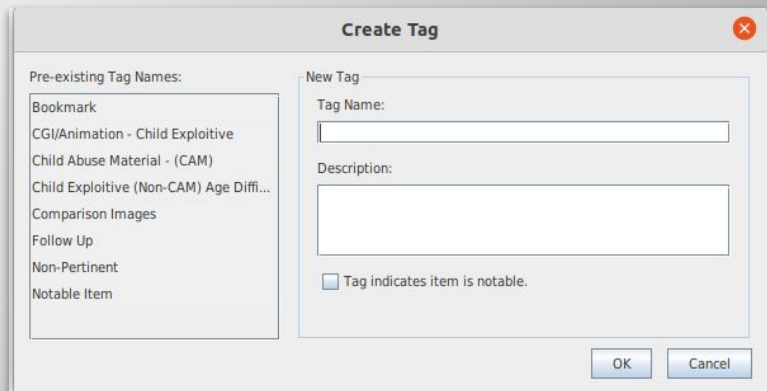 Create Tag
Pre-existing Tag Names:
Bookmark
CGI/Animation - Child Exploitive
Child Abuse Material - (CAM)
Child Exploitive (Non-CAM) Age Diffi...
Comparison Images
Follow Up
Non-Pertinent
Notable Item
New Tag
Tag Name:
Description:
Tag indicates item is notable.
OK Cancel